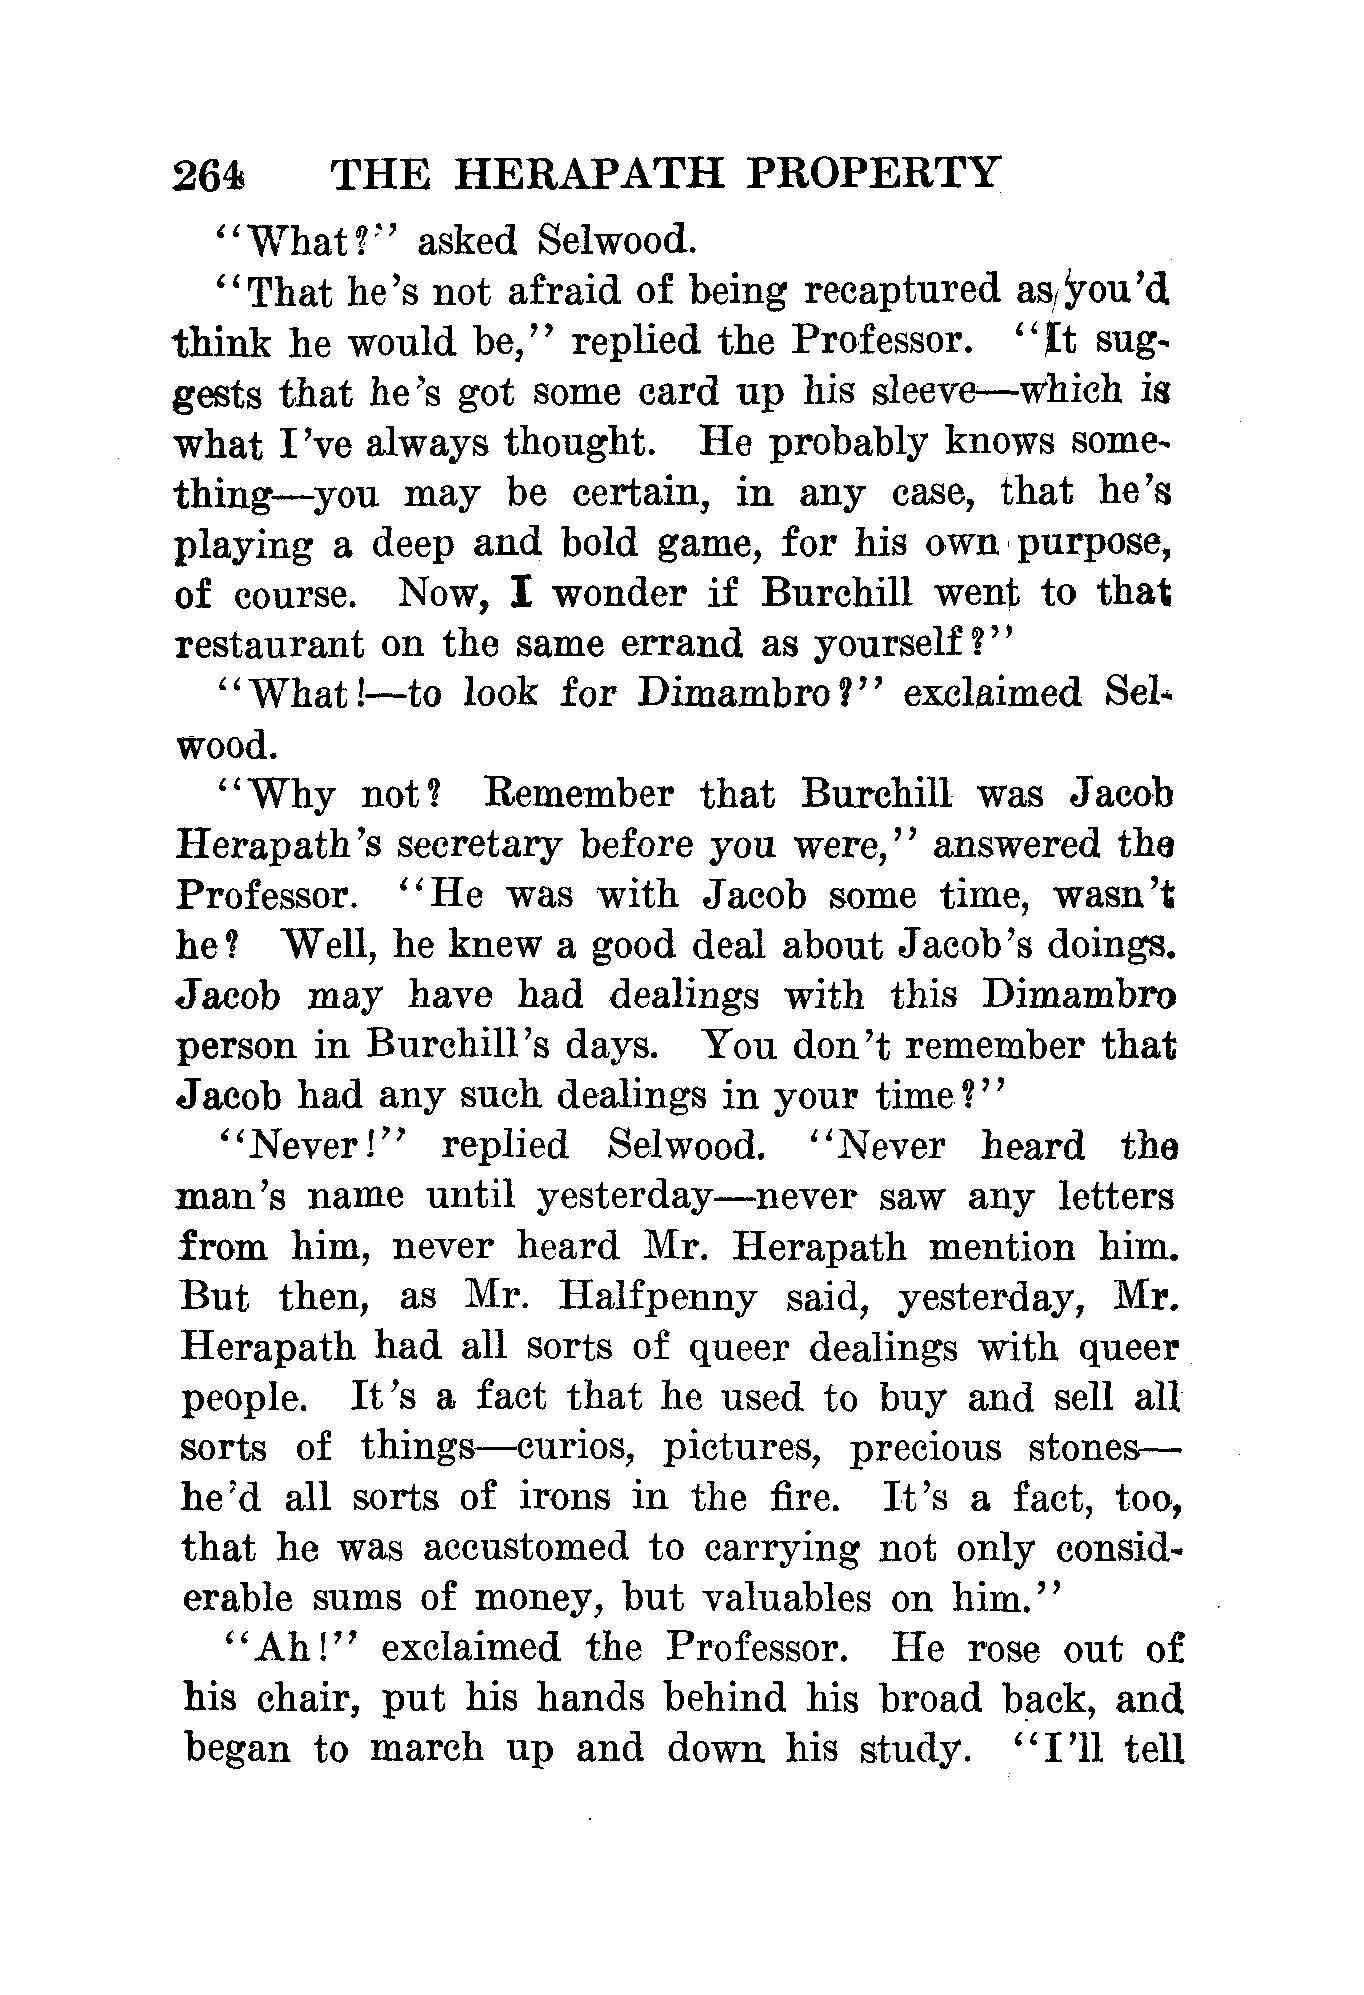 264 THE HERAPATH PROPERTY
"What?" asked Selwood.
"That he's not afraid of being recaptured as you'd
think he would be," replied the Professor. "It sug-
gests that he's got some card up his sleeve—which is
what I've always thought. He probably knows some-
thing—you may be certain, in any case, that he's
playing a deep and bold game, for his own purpose,
of course. Now, I wonder if Burchill went to that
restaurant on the same errand as yourself?"
"What!—to look for Dimambro?" exclaimed Sel-
wood.
"Why not? Remember that Burchill was Jacob
Herapath's secretary before you were," answered the
Professor. "He was with Jacob some time, wasn't
he? Well, he knew a good deal about Jacob's doings.
Jacob may have had dealings with this Dimambro
person in Burchill's days. You don't remember that
Jacob had any such dealings in your time?"
"Never!" replied Selwood. "Never heard the
man's name until yesterday—never saw any letters
from him, never heard Mr. Herapath mention him.
But then, as Mr. Halfpenny said, yesterday, Mr.
Herapath had all sorts of queer dealings with queer
people. It's a fact that he used to buy and sell all
sorts of things—curios, pictures, precious stones—
he'd all sorts of irons in the fire. It's a fact, too,
that he was accustomed to carrying not only consid-
erable sums of money, but valuables on him."
"Ah!" exclaimed the Professor. He rose out of
his chair, put his hands behind his broad back, and
began to march up and down his study. "I'll tell